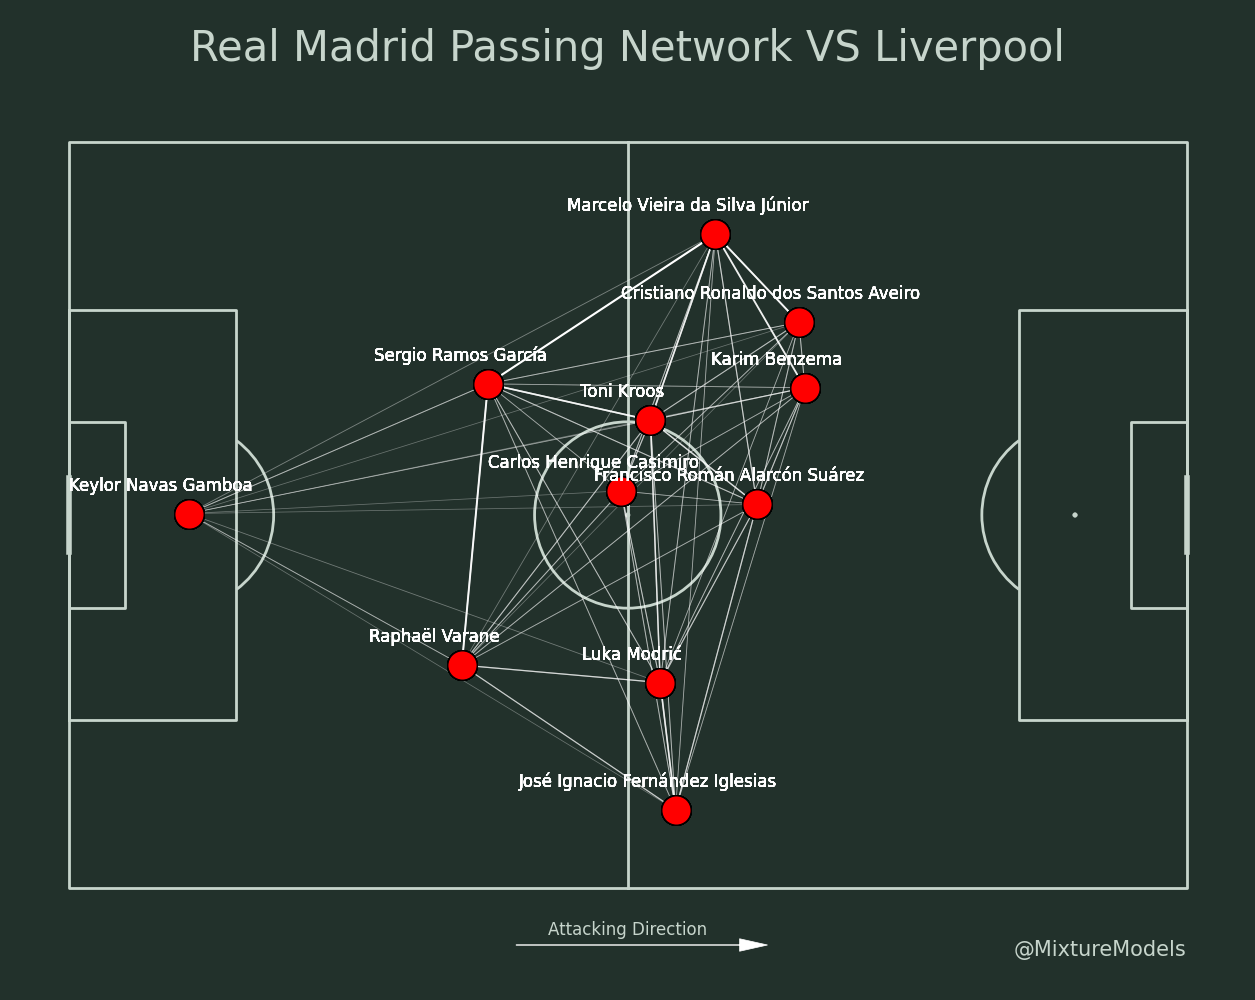 Real Madrid Passing Network VS Liverpool
Marcelo Vieira da Silva Júnior
Cristiano Ronaldo dos Santos Aveiro
Sergio Ramos García
Karim Benzema
Toni Kroos
Carlos Henrique Casimiro
Francisco Román Alarcón Suárez
Keylor Navas Gamboa
Raphaël Varane
Luka Modrić
José Ignacio Fernández Iglesias
Attacking Direction
@MixtureModels